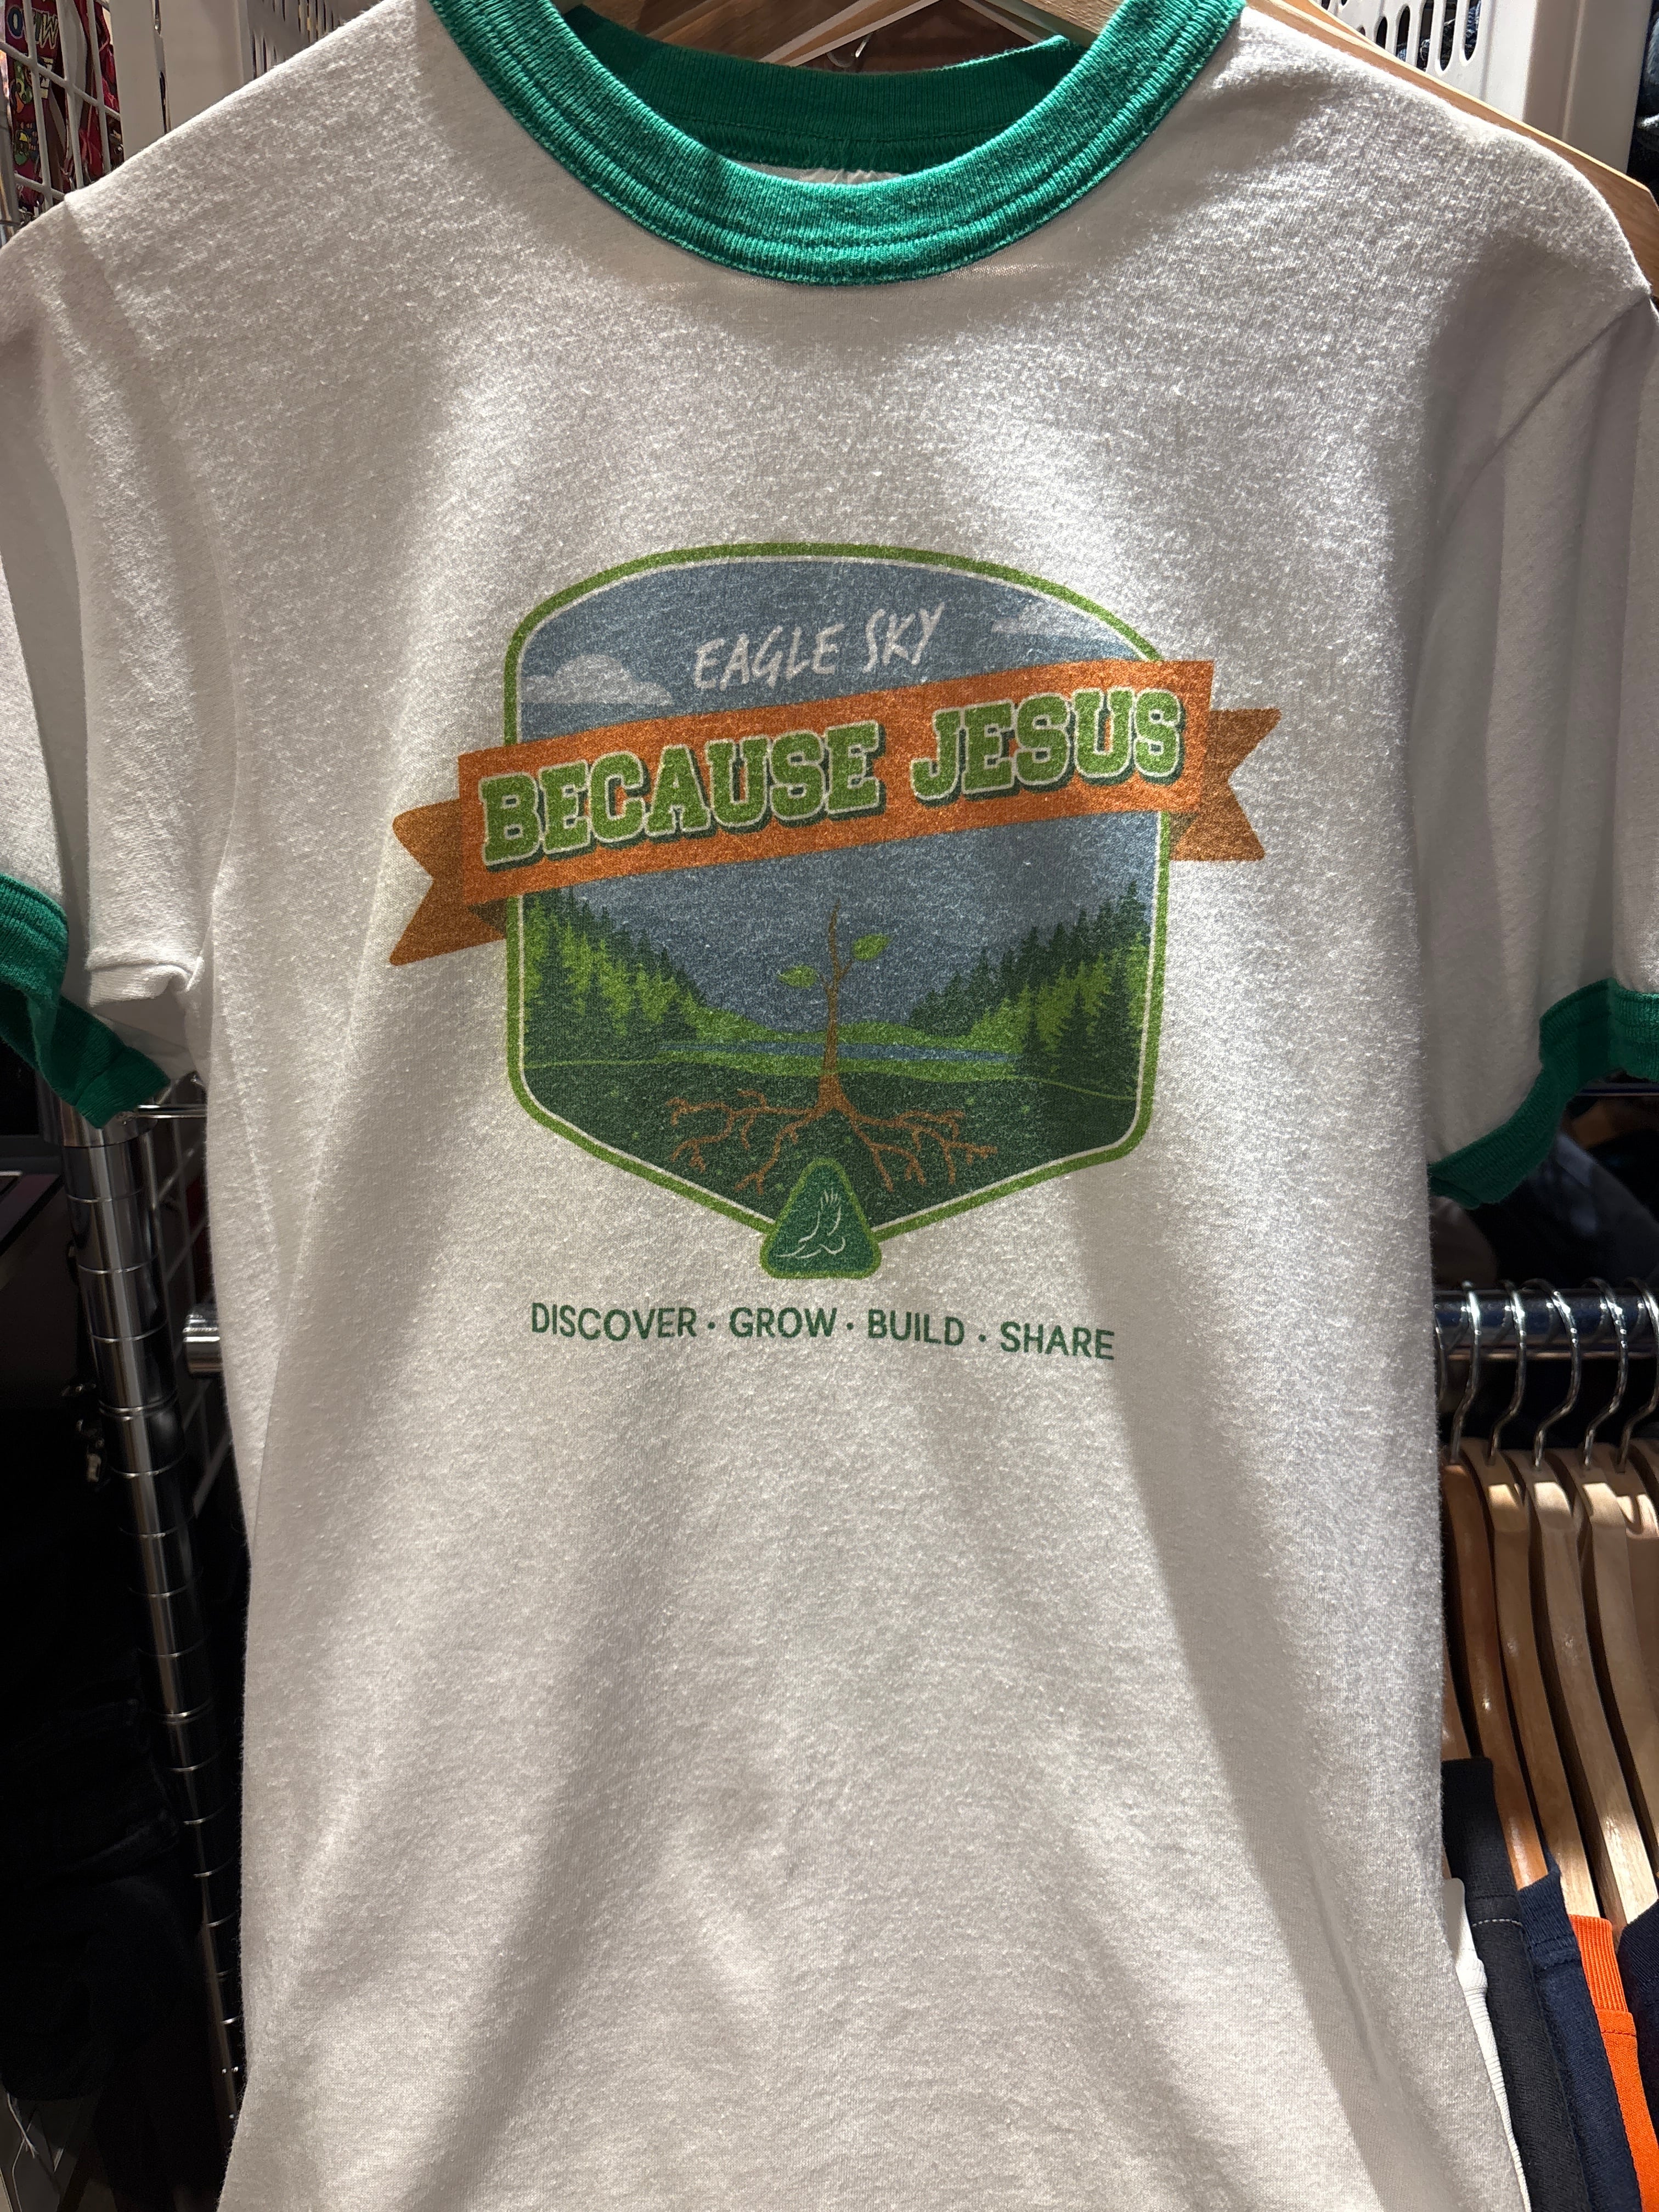 EAGLE SKY
BECAUSE JESUS
DISCOVER · GROW · BUILD · SHARE